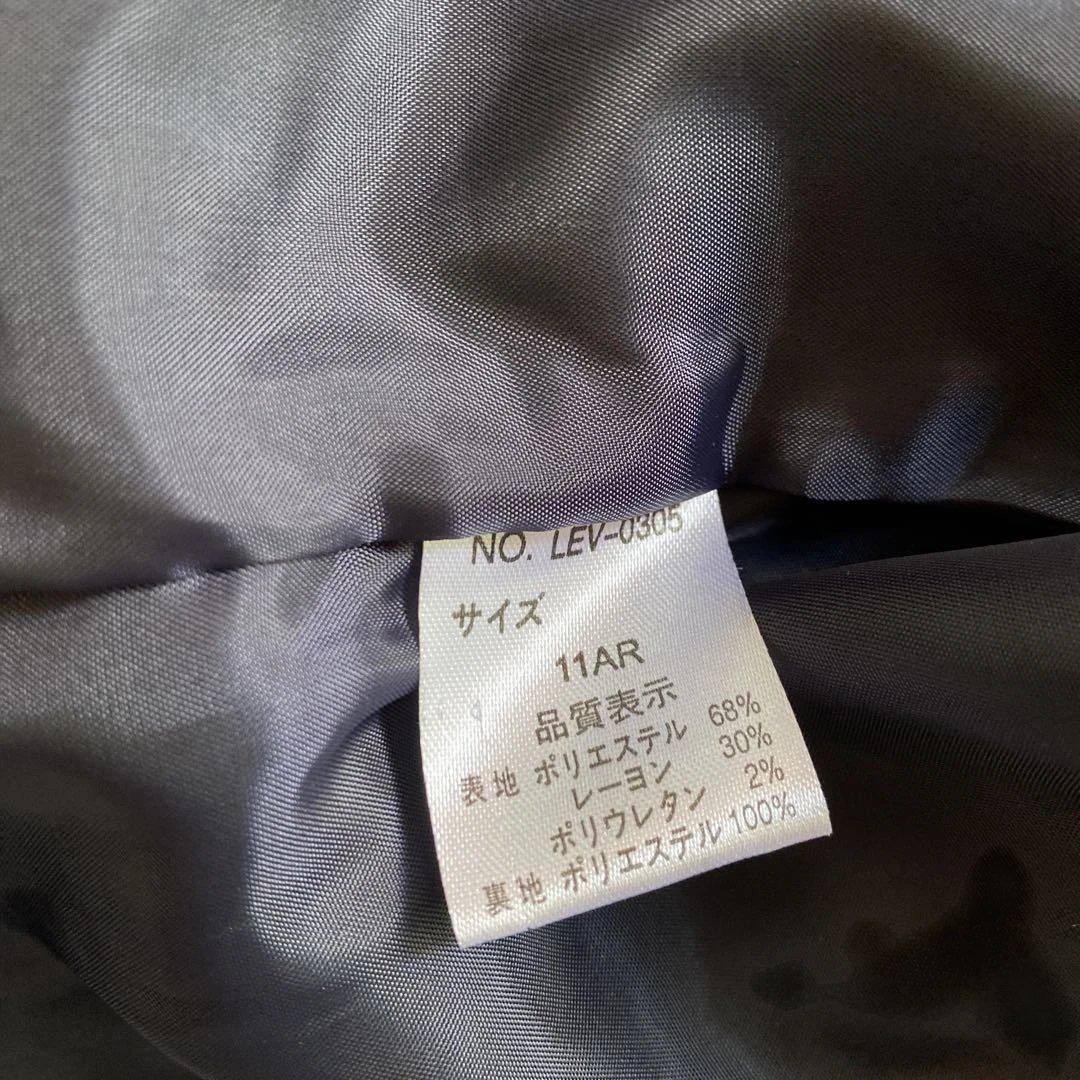 NO. LEV-0305
サイズ
11AR
品質表示
表地 ポリエステル 68%
レーヨン 30%
ポリウレタン 2%
裏地 ポリエステル 100%